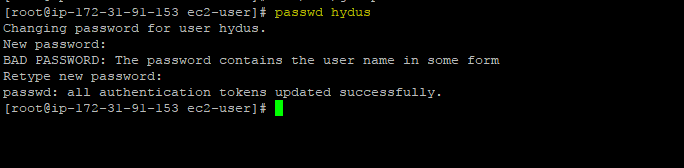 [root@ip-172-31-91-153 ec2-user]# passwd hydus
Changing password for user hydus.
New password:
BAD PASSWORD: The password contains the user name in some form
Retype new password:
passwd: all authentication tokens updated successfully.
[root@ip-172-31-91-153 ec2-user]#